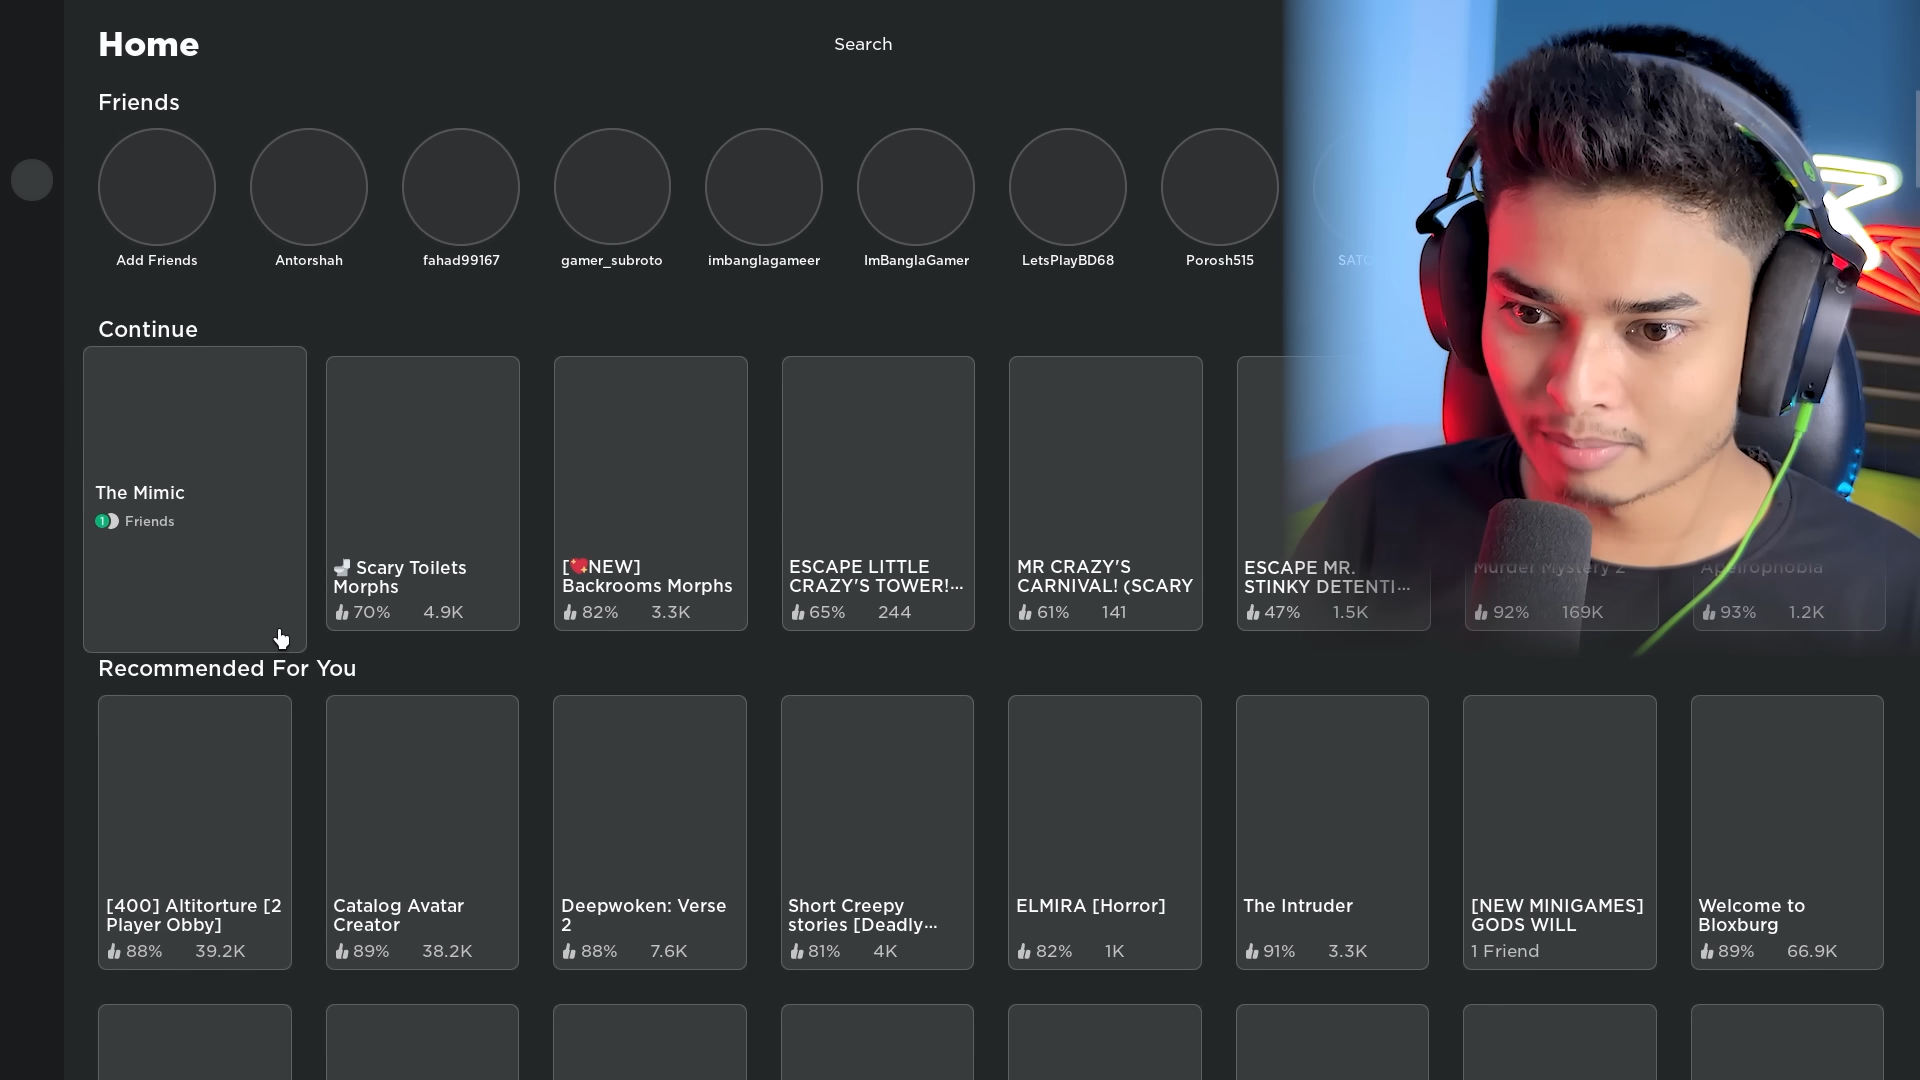 Home
Search
Friends
Add Friends
Antorshah
fahad99167
gamer_subroto
imbanglagameer
ImBanglaGamer
LetsPlayBD68
Porosh515
Continue
The Mimic
1 Friends
Scary Toilets
Morphs
70% 4.9K
[💖NEW]
Backrooms Morphs
82% 3.3K
ESCAPE LITTLE
CRAZY'S TOWER!...
65% 244
MR CRAZY'S
CARNIVAL! (SCARY
61% 141
ESCAPE MR.
STINKY DETENTI...
47% 1.5K
Murder Mystery 2
92% 169K
Apeirophobia
93% 1.2K
Recommended For You
[400] Altitorture [2
Player Obby]
88% 39.2K
Catalog Avatar
Creator
89% 38.2K
Deepwoken: Verse
2
88% 7.6K
Short Creepy
stories [Deadly...
81% 4K
ELMIRA [Horror]
82% 1K
The Intruder
91% 3.3K
[NEW MINIGAMES]
GODS WILL
1 Friend
Welcome to
Bloxburg
89% 66.9K